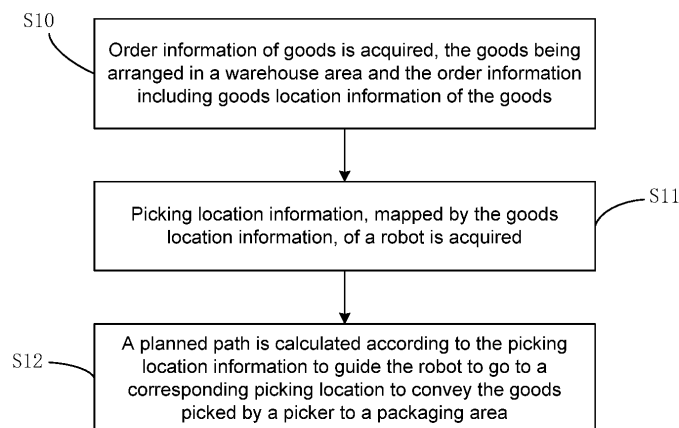 S10
Order information of goods is acquired, the goods being
arranged in a warehouse area and the order information
including goods location information of the goods
Picking location information, mapped by the goods
location information, of a robot is acquired
S11
A planned path is calculated according to the picking
location information to guide the robot to go to a
corresponding picking location to convey the goods
picked by a picker to a packaging area
S12